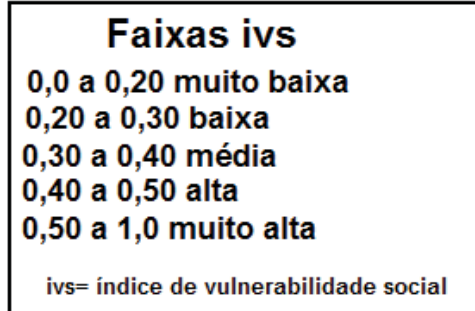 Faixas ivs
0,0 a 0,20 muito baixa
0,20 a 0,30 baixa
0,30 a 0,40 média
0,40 a 0,50 alta
0,50 a 1,0 muito alta
ivs= índice de vulnerabilidade social